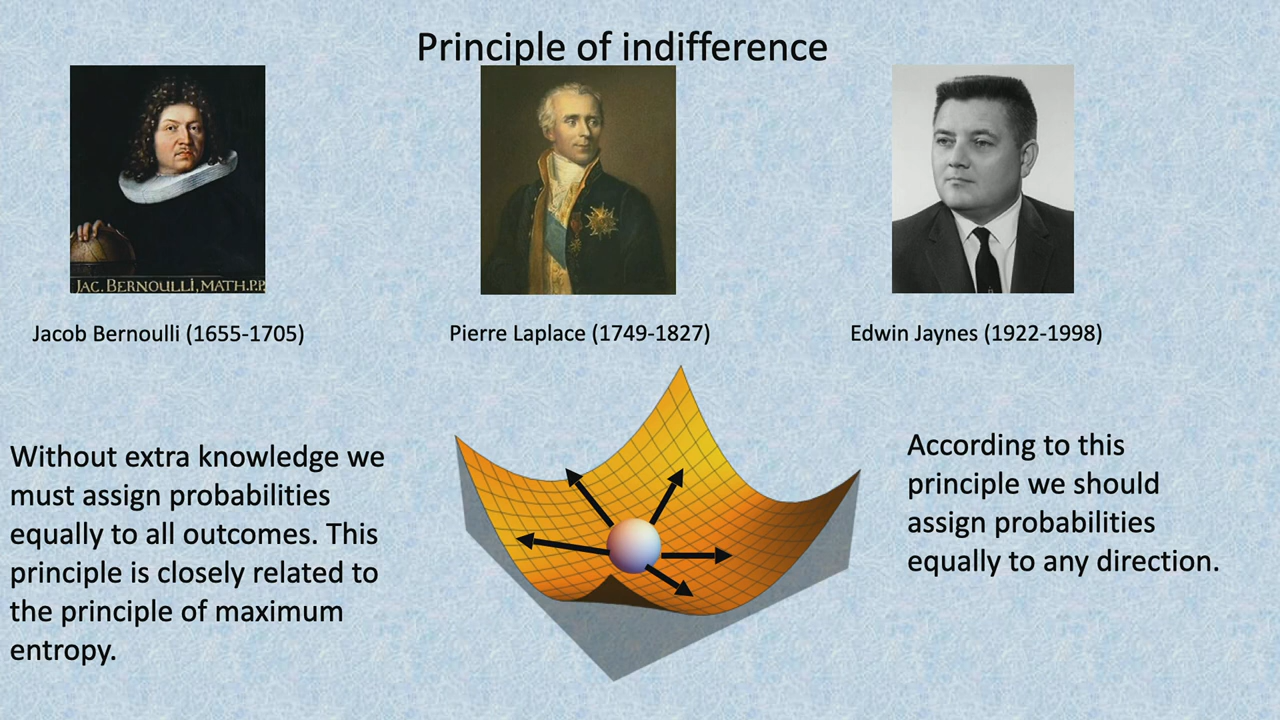 Principle of indifference
JAC. BERNOULLI, MATH.P.P.
Jacob Bernoulli (1655-1705)
Pierre Laplace (1749-1827)
Edwin Jaynes (1922-1998)
Without extra knowledge we
must assign probabilities
equally to all outcomes. This
principle is closely related to
the principle of maximum
entropy.
According to this
principle we should
assign probabilities
equally to any direction.